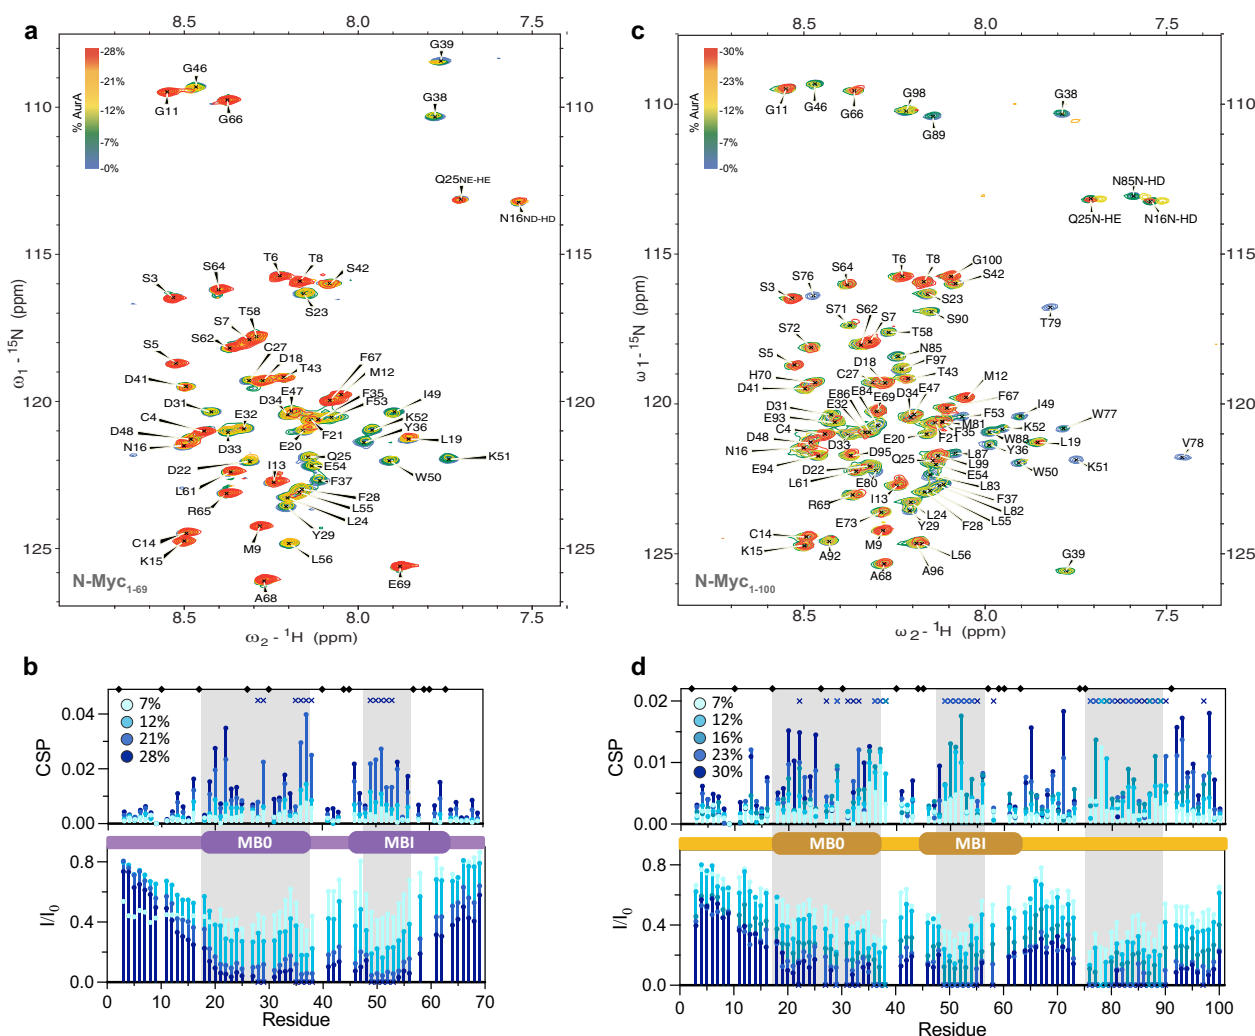 a
8.5
8.0
7.5
-28%
-21%
-12%
-7%
-0%
% AurA
110
115
120
125
ω1 - 15N (ppm)
G39
G46
G11
G66
G38
Q25NE-HE
N16ND-HD
T6
T8
S42
S64
S3
S23
T58
S7
S62
C27
D18
T43
F67
M12
S5
D41
E47
D34
F35
F53
I49
D31
E32
K52
Y36
C4
D48
N16
D33
E20
F21
L19
Q25
E54
D22
I13
F37
W50
K51
L61
R65
F28
L55
L24
Y29
C14
K15
M9
L56
A68
E69
N-Myc1-69
8.5
8.0
7.5
ω2 - 1H (ppm)
c
8.5
8.0
7.5
-30%
-23%
-12%
-7%
-0%
% AurA
110
115
120
125
ω1 - 15N (ppm)
G98
G38
G11
G46
G66
G89
N85N-HD
Q25N-HE
N16N-HD
T6
T8
G100
S42
S76
S64
S3
S23
T79
S71
S62
S7
S90
T58
S72
N85
S5
D18
F97
H70
C27
T43
D41
E86
E84
D34
E47
M12
E69
F67
D31
E32
E93
F53
I49
M81
W77
C4
F35
K52
D48
D33
E20
F21
W88
V78
N16
D95
Y36
L19
Q25
L87
E94
D22
L99
W50
K51
L61
E80
E54
I13
L83
R65
F37
L82
L24
L55
E73
F28
Y29
C14
K15
M9
A92
L56
G39
A96
A68
N-Myc1-100
8.5
8.0
7.5
ω2 - 1H (ppm)
b
7%
12%
21%
28%
0.04
0.02
0.00
CSP
MB0
MBI
0.8
0.4
0.0
I/I0
0 10 20 30 40 50 60 70
Residue
d
7%
12%
16%
23%
30%
0.02
0.01
0.00
CSP
MB0
MBI
0.8
0.4
0.0
I/I0
0 10 20 30 40 50 60 70 80 90 100
Residue